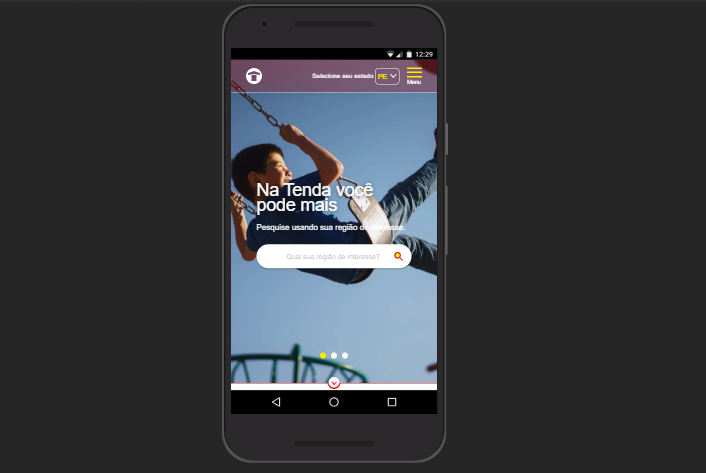 12:29
Selecione seu estado PE
Menu
Na Tenda você
pode mais
Pesquise usando sua região de interesse.
Qual sua região de interesse?